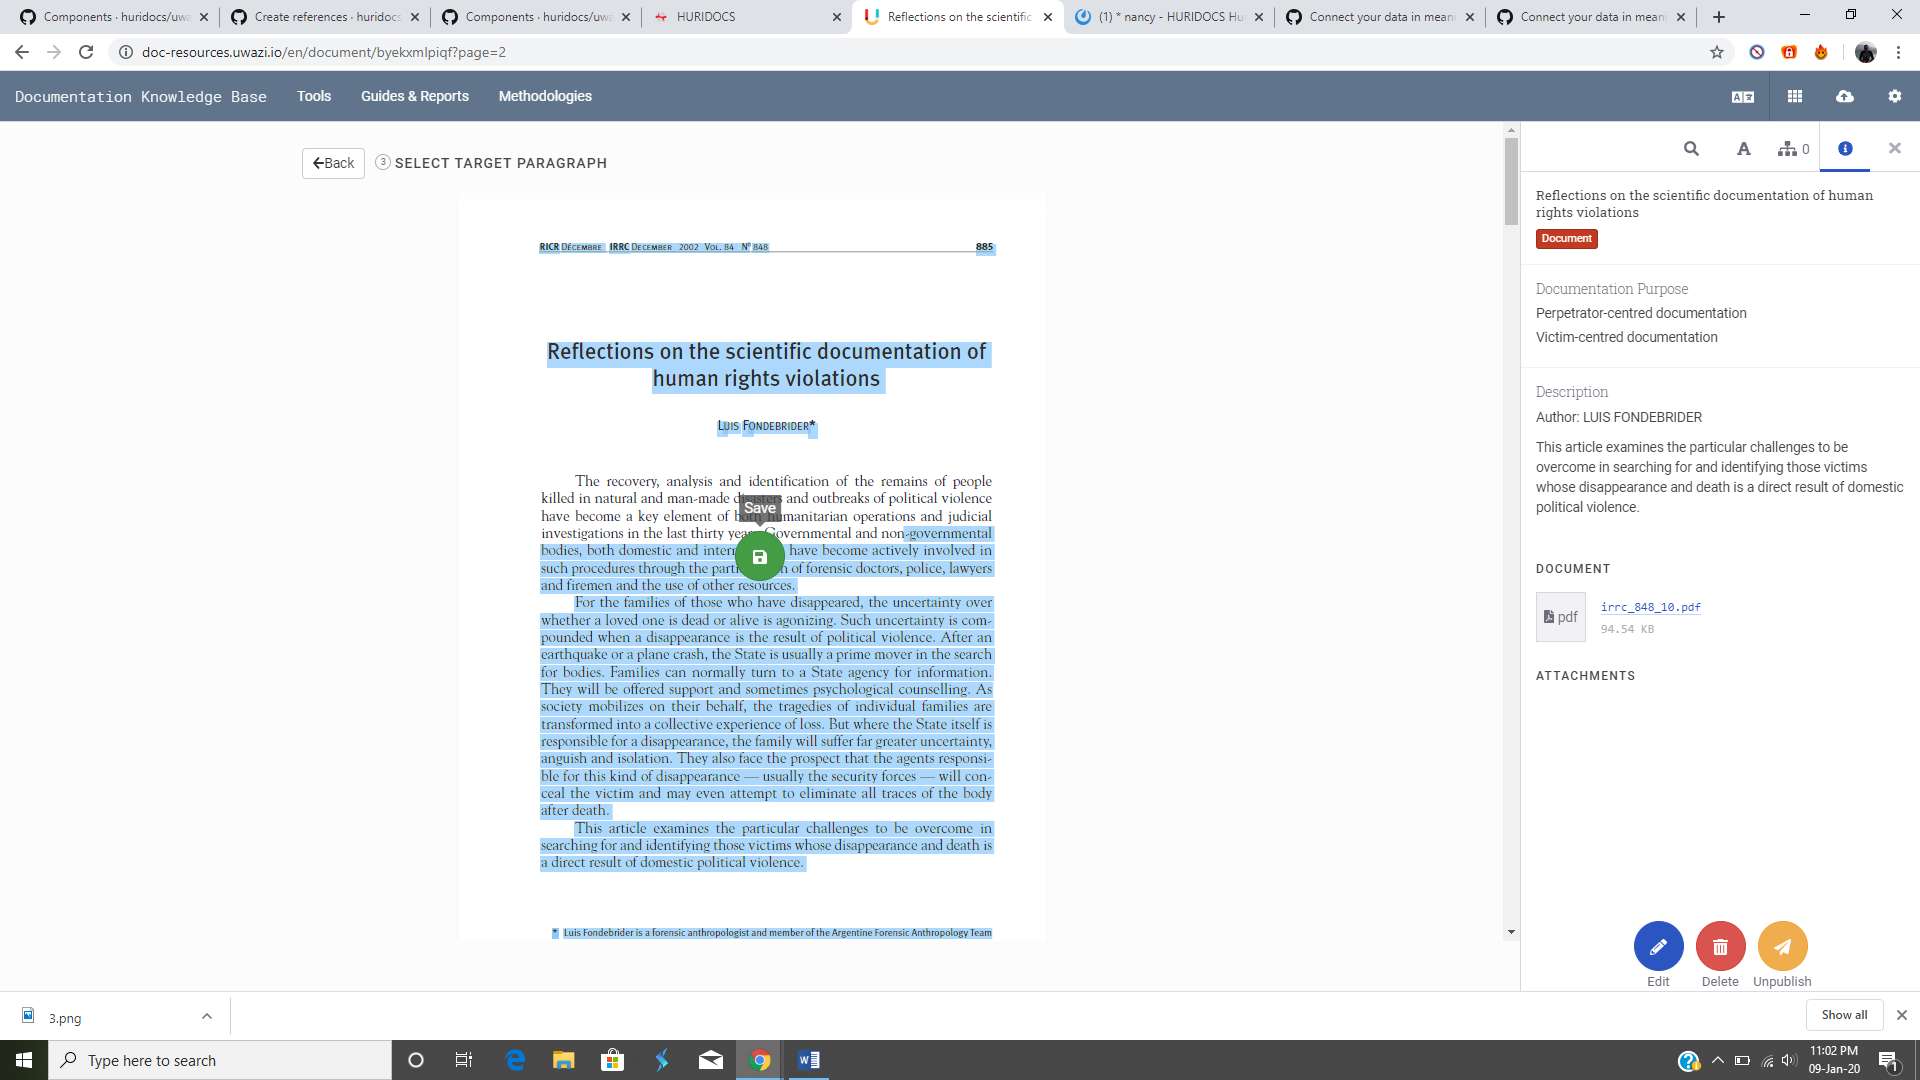 Components · huridocs/uwa
Create references · huridocs
Components · huridocs/uwa
HURIDOCS
Reflections on the scientific
(1) * nancy - HURIDOCS Hu
Connect your data in meani
Connect your data in meani
doc-resources.uwazi.io/en/document/byekxmlpiqf?page=2
Documentation Knowledge Base
Tools
Guides & Reports
Methodologies
Back
3 SELECT TARGET PARAGRAPH
RICR DÉCEMBRE IRRC DECEMBER 2002 VOL. 84 Nº 848 885
Reflections on the scientific documentation of
human rights violations
LUIS FONDEBRIDER*
The recovery, analysis and identification of the remains of people
killed in natural and man-made disasters and outbreaks of political violence
have become a key element of both humanitarian operations and judicial
investigations in the last thirty Governmental and non-governmental
bodies, both domestic and have become actively involved in
such procedures through the of forensic doctors, police, lawyers
and firemen and the use of other resources.
For the families of those who have disappeared, the uncertainty over
whether a loved one is dead or alive is agonizing. Such uncertainty is com-
pounded when a disappearance is the result of political violence. After an
earthquake or a plane crash, the State is usually a prime mover in the search
for bodies. Families can normally turn to a State agency for information.
They will be offered support and sometimes psychological counselling. As
society mobilizes on their behalf, the tragedies of individual families are
transformed into a collective experience of loss. But where the State itself is
responsible for a disappearance, the family will suffer far greater uncertainty,
anguish and isolation. They also face the prospect that the agents responsi-
ble for this kind of disappearance — usually the security forces — will con-
ceal the victim and may even attempt to eliminate all traces of the body
after death.
This article examines the particular challenges to be overcome in
searching for and identifying those victims whose disappearance and death is
a direct result of domestic political violence.
* Luis Fondebrider is a forensic anthropologist and member of the Argentine Forensic Anthropology Team
Save
0
Reflections on the scientific documentation of human
rights violations
Document
Documentation Purpose
Perpetrator-centred documentation
Victim-centred documentation
Description
Author: LUIS FONDEBRIDER
This article examines the particular challenges to be
overcome in searching for and identifying those victims
whose disappearance and death is a direct result of domestic
political violence.
DOCUMENT
pdf
irrc_848_10.pdf
94.54 KB
ATTACHMENTS
Edit
Delete
Unpublish
3.png
Show all
Type here to search
11:02 PM
09-Jan-20
1